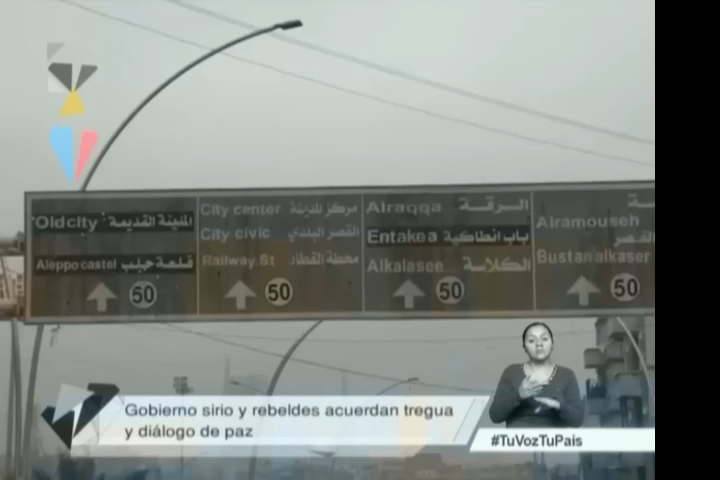 'Oldcity' المدينة القديمة
Aleppo castel قلعة حلب
50
City center مركز المدينة
City civic القصر البلدي
Railway.St محطة القطار
50
Alraqqa الرقة
Entakea باب انطاكية
Alkalasee الكلاسة
50
Alramouseh
القصر
Bustanalkaser
50
Gobierno sirio y rebeldes acuerdan tregua
y diálogo de paz
#TuVozTuPaís